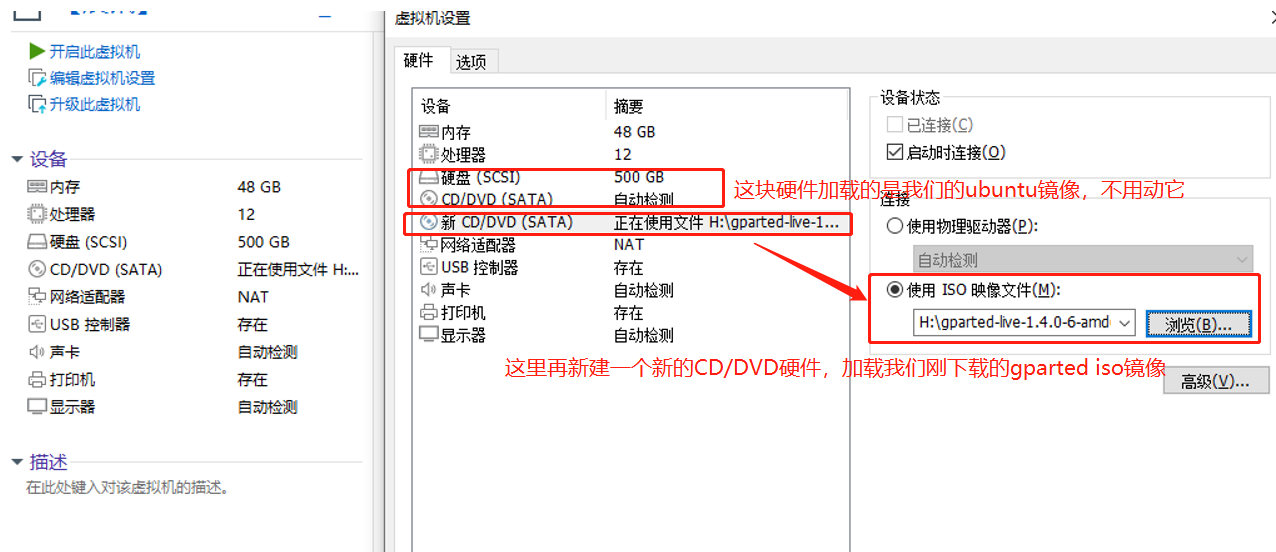 虚拟机设置
开启此虚拟机
编辑虚拟机设置
升级此虚拟机
设备
内存 48 GB
处理器 12
硬盘 (SCSI) 500 GB
CD/DVD (SATA) 正在使用文件 H:...
网络适配器 NAT
USB 控制器 存在
声卡 自动检测
打印机 存在
显示器 自动检测
描述
在此处键入对该虚拟机的描述。
硬件 选项
设备 摘要
内存 48 GB
处理器 12
硬盘 (SCSI) 500 GB
CD/DVD (SATA) 自动检测
新 CD/DVD (SATA) 正在使用文件 H:\gparted-live-1...
网络适配器 NAT
USB 控制器 存在
声卡 自动检测
打印机 存在
显示器 自动检测
这块硬件加载的是我们的ubuntu镜像，不用动它
这里再新建一个新的CD/DVD硬件，加载我们刚下载的gparted iso镜像
设备状态
已连接(C)
启动时连接(O)
连接
使用物理驱动器(P):
自动检测
使用 ISO 映像文件(M):
H:\gparted-live-1.4.0-6-amd
浏览(B)...
高级(V)...